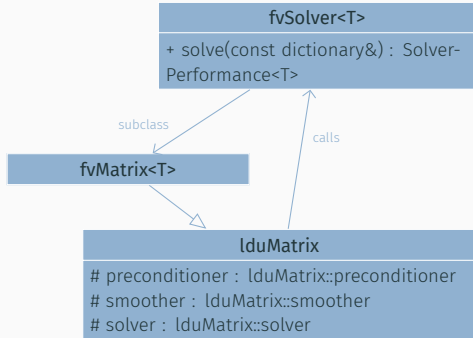 fvSolver<T>
+ solve(const dictionary&) : Solver-
Performance<T>
subclass
calls
fvMatrix<T>
lduMatrix
# preconditioner : lduMatrix::preconditioner
# smoother : lduMatrix::smoother
# solver : lduMatrix::solver